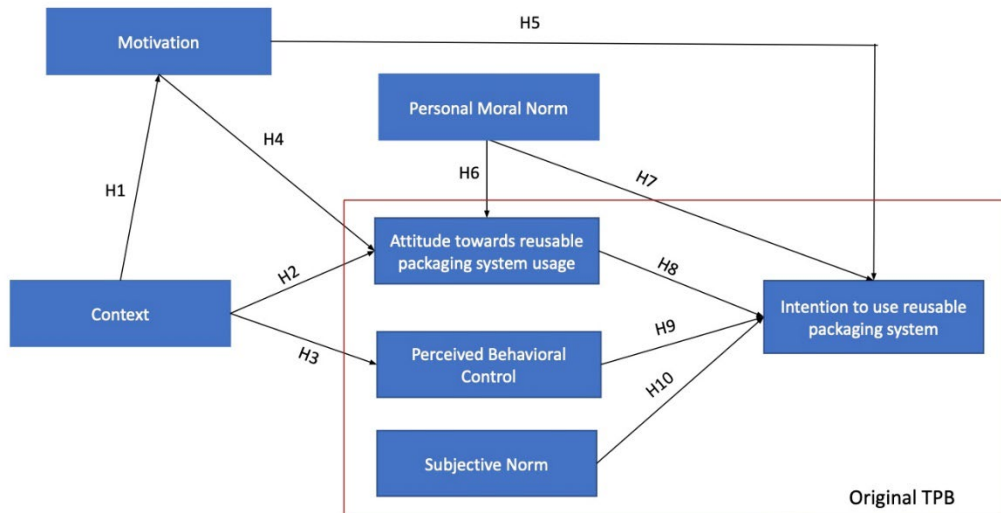 H5
Motivation
Personal Moral Norm
H4
H6
H7
H1
Attitude towards reusable
packaging system usage
H2
H8
Context
Intention to use reusable
packaging system
H3
Perceived Behavioral
Control
H9
H10
Subjective Norm
Original TPB